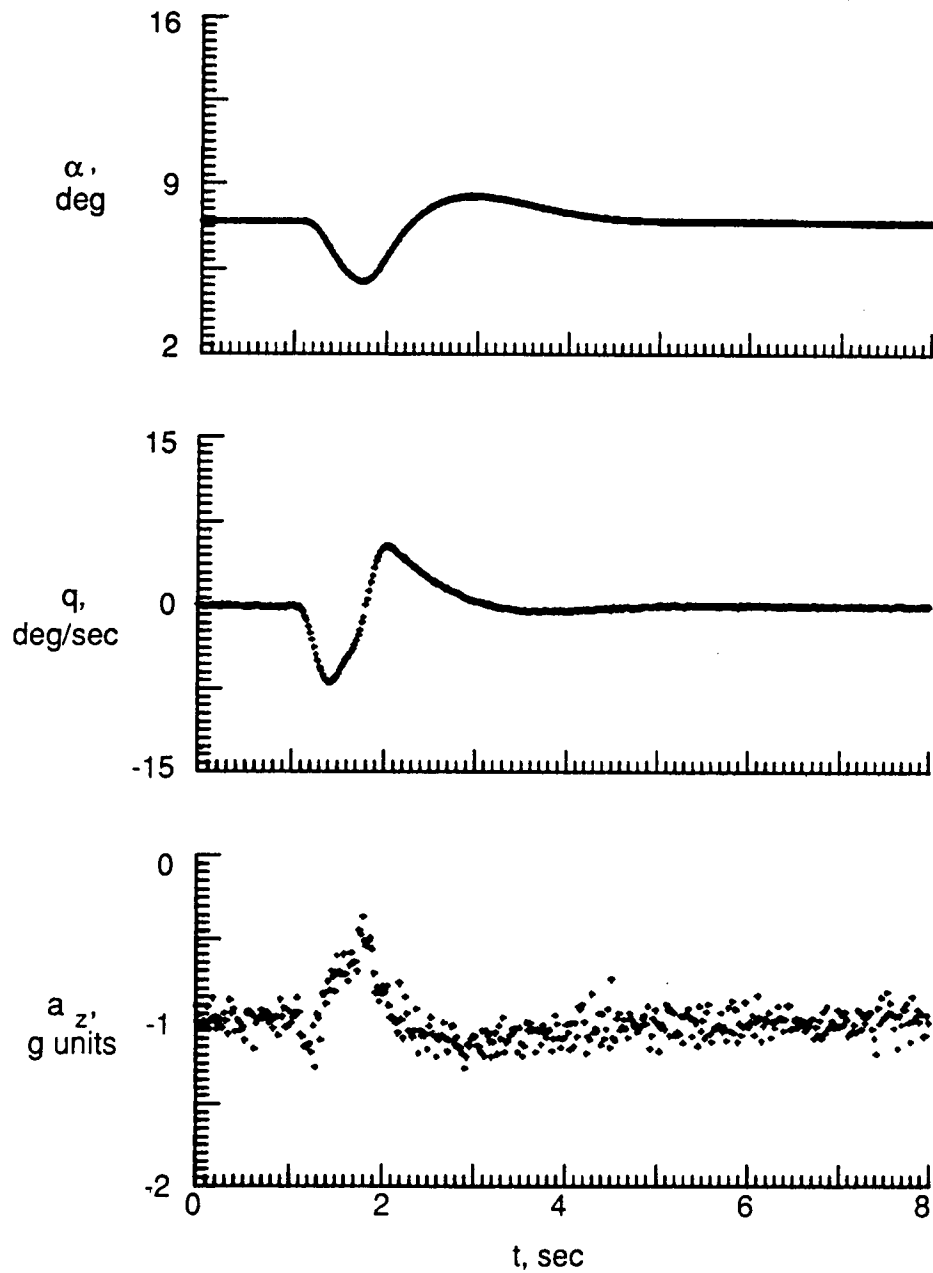 16
α,
deg
9
2
15
q,
deg/sec
0
-15
0
a z,
g units
-1
-2
0 2 4 6 8
t, sec